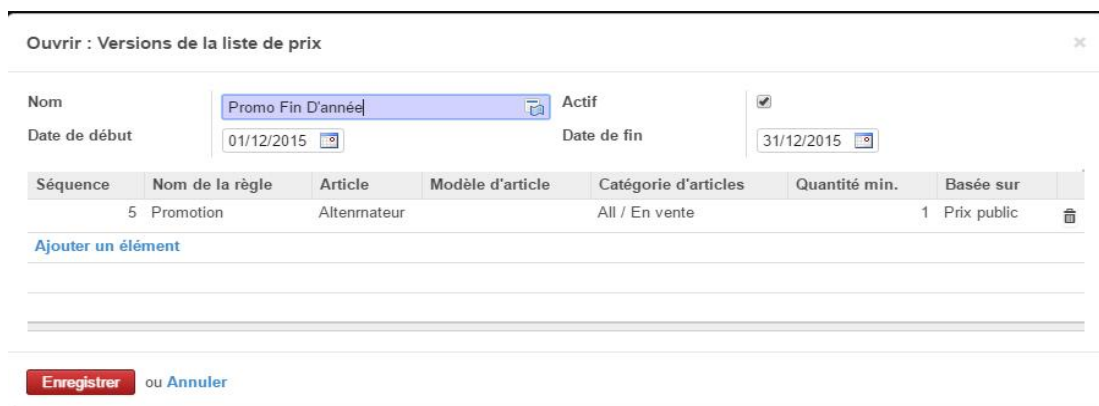 Ouvrir : Versions de la liste de prix
Nom Promo Fin D'année Actif
Date de début 01/12/2015 Date de fin 31/12/2015
Séquence Nom de la règle Article Modèle d'article Catégorie d'articles Quantité min. Basée sur
5 Promotion Altenrnateur All / En vente 1 Prix public
Ajouter un élément
Enregistrer ou Annuler